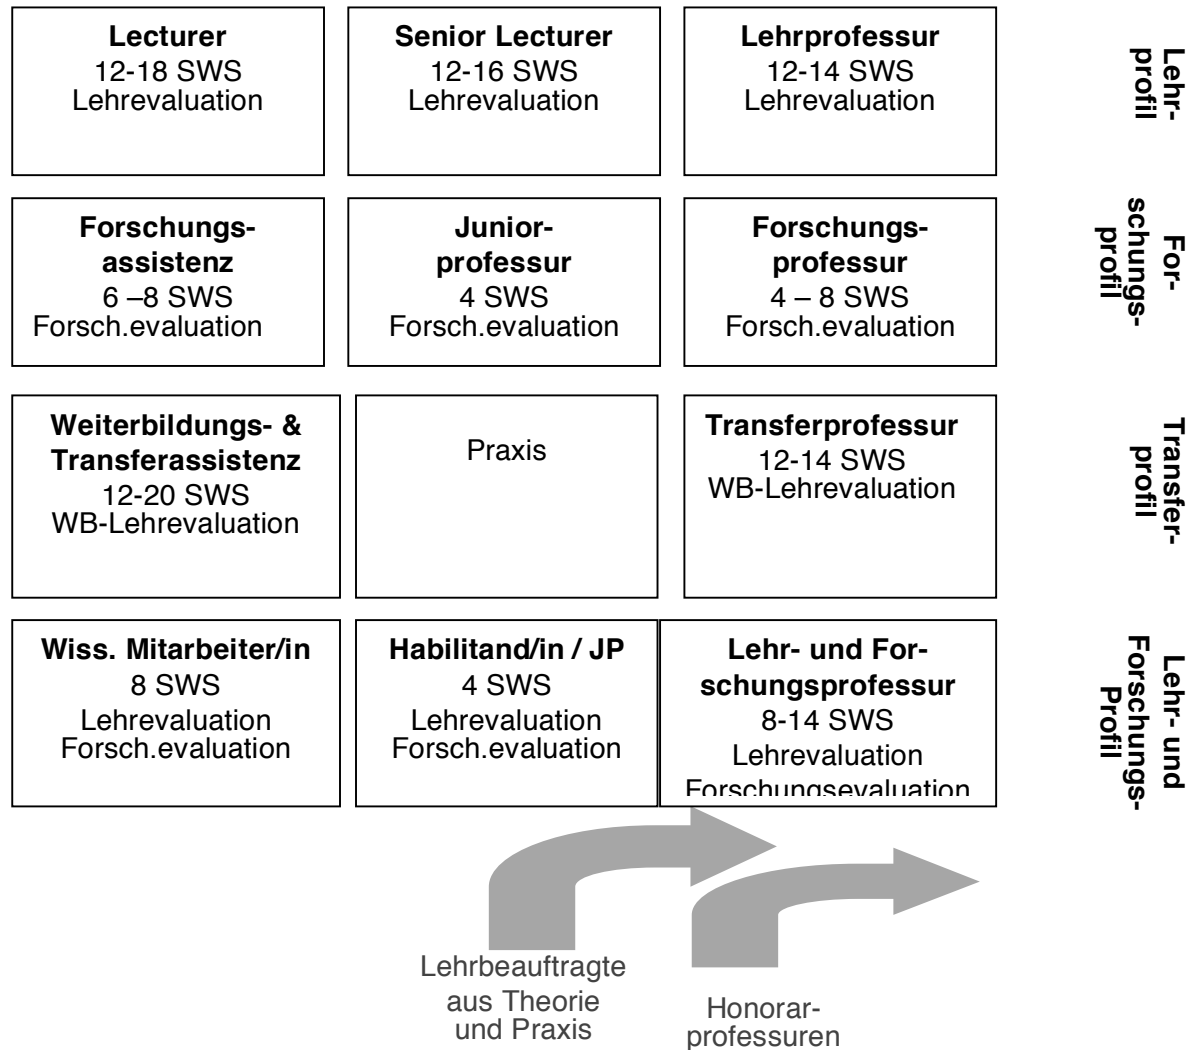 Lecturer
12-18 SWS
Lehrevaluation
Senior Lecturer
12-16 SWS
Lehrevaluation
Lehrprofessur
12-14 SWS
Lehrevaluation
Lehr-
profil
Forschungs-
assistenz
6 –8 SWS
Forsch.evaluation
Junior-
professur
4 SWS
Forsch.evaluation
Forschungs-
professur
4 – 8 SWS
Forsch.evaluation
For-
schungs-
profil
Weiterbildungs- &
Transferassistenz
12-20 SWS
WB-Lehrevaluation
Praxis
Transferprofessur
12-14 SWS
WB-Lehrevaluation
Transfer-
profil
Wiss. Mitarbeiter/in
8 SWS
Lehrevaluation
Forsch.evaluation
Habilitand/in / JP
4 SWS
Lehrevaluation
Forsch.evaluation
Lehr- und For-
schungsprofessur
8-14 SWS
Lehrevaluation
Forschungsevaluation
Lehr- und
Forschungs-
Profil
Lehrbeauftragte
aus Theorie
und Praxis
Honorar-
professuren